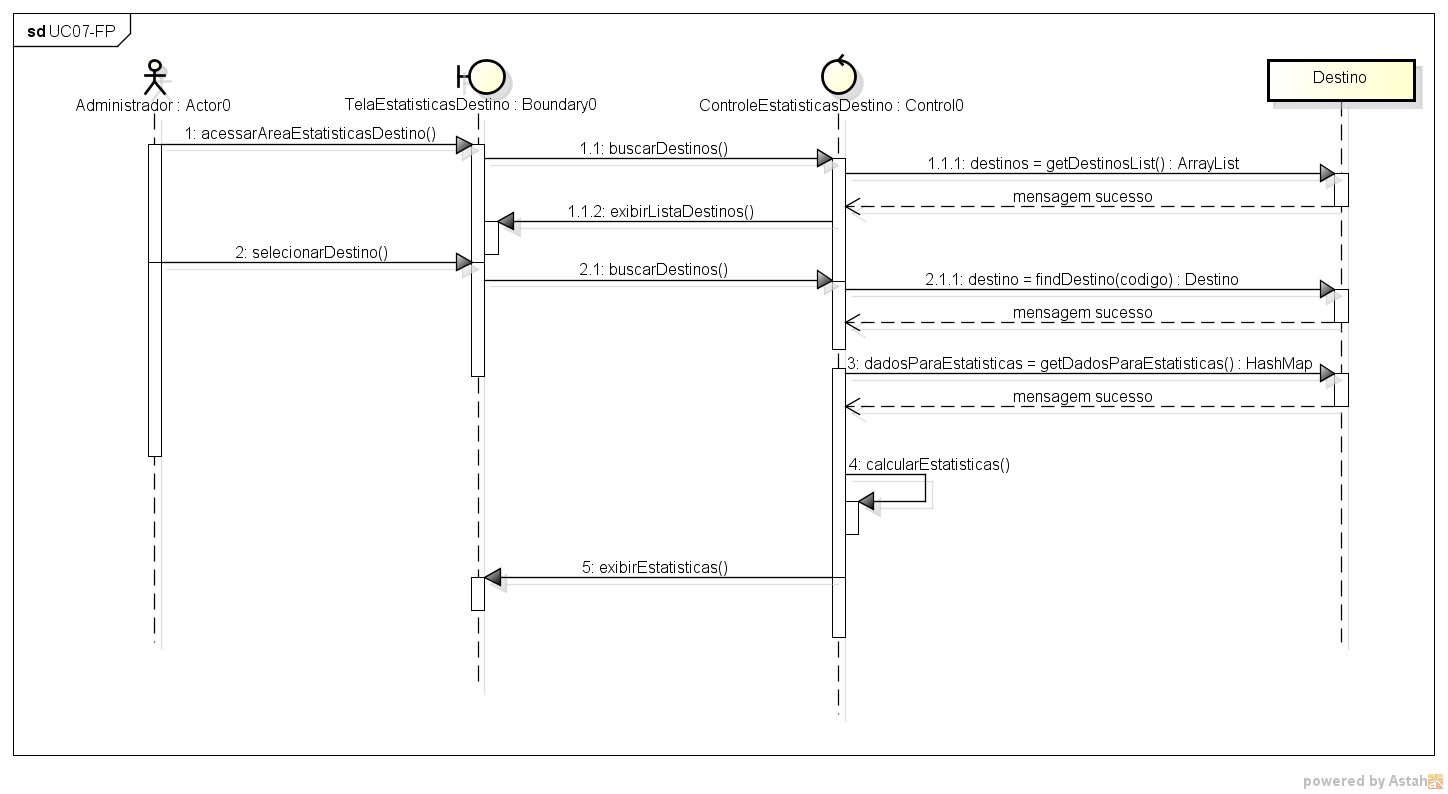 sd UC07-FP
Administrador : Actor0
TelaEstatisticasDestino : Boundary0
ControleEstatisticasDestino : Control0
Destino
1: acessarAreaEstatisticasDestino()
1.1: buscarDestinos()
1.1.1: destinos = getDestinosList() : ArrayList
mensagem sucesso
1.1.2: exibirListaDestinos()
2: selecionarDestino()
2.1: buscarDestinos()
2.1.1: destino = findDestino(codigo) : Destino
mensagem sucesso
3: dadosParaEstatisticas = getDadosParaEstatisticas() : HashMap
mensagem sucesso
4: calcularEstatisticas()
5: exibirEstatisticas()
powered by Astah